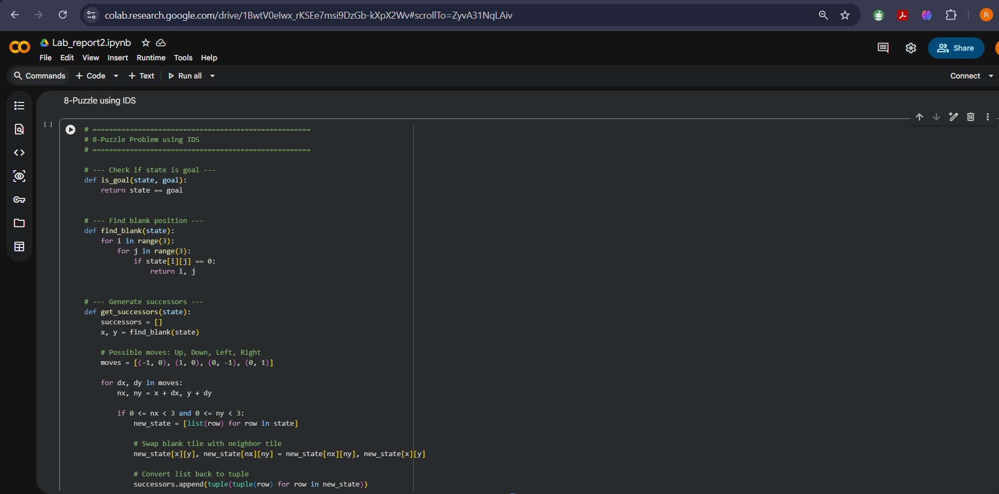 colab.research.google.com/drive/1BwtV0eIwx_rKSEe7msi9DzGb-kXpX2Wv#scrollTo=ZyvA31NqLAiv
R
Lab_report2.ipynb
File Edit View Insert Runtime Tools Help
Share
Commands + Code + Text Run all
Connect
8-Puzzle using IDS
[ ]
# =====================================================
# 8-Puzzle Problem using IDS
# =====================================================
# --- Check if state is goal ---
def is_goal(state, goal):
    return state == goal
# --- Find blank position ---
def find_blank(state):
    for i in range(3):
        for j in range(3):
            if state[i][j] == 0:
                return i, j
# --- Generate successors ---
def get_successors(state):
    successors = []
    x, y = find_blank(state)
    # Possible moves: Up, Down, Left, Right
    moves = [(-1, 0), (1, 0), (0, -1), (0, 1)]
    for dx, dy in moves:
        nx, ny = x + dx, y + dy
        if 0 <= nx < 3 and 0 <= ny < 3:
            new_state = [list(row) for row in state]
            # Swap blank tile with neighbor tile
            new_state[x][y], new_state[nx][ny] = new_state[nx][ny], new_state[x][y]
            # Convert list back to tuple
            successors.append(tuple(tuple(row) for row in new_state))